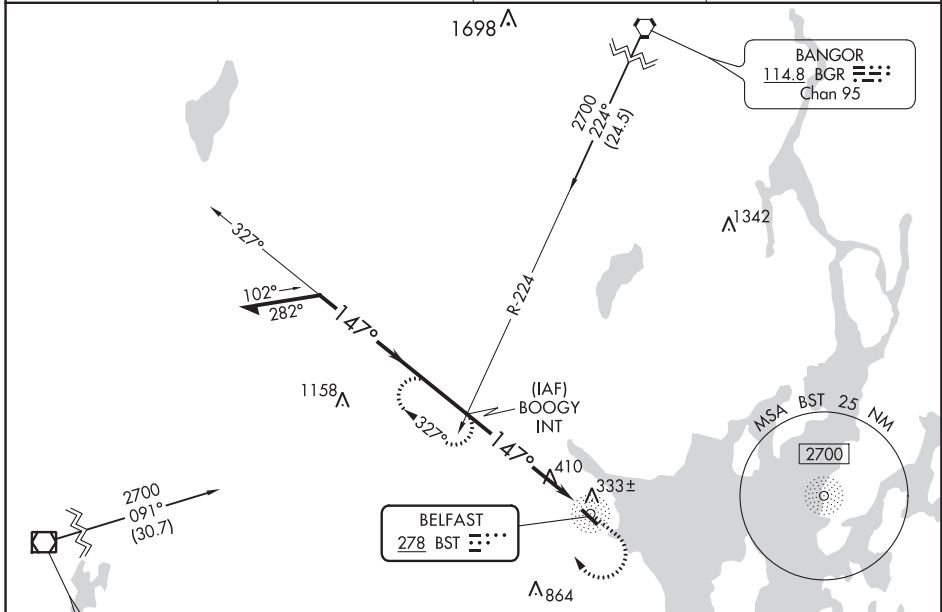 1698
BANGOR
114.8 BGR
Chan 95
2700
224°
(24.5)
1342
327°
R-224
102°
282°
147°
(IAF)
BOOGY
INT
1158
327°
147°
MSA BST 25 NM
2700
410
333±
2700
091°
(30.7)
BELFAST
278 BST
864